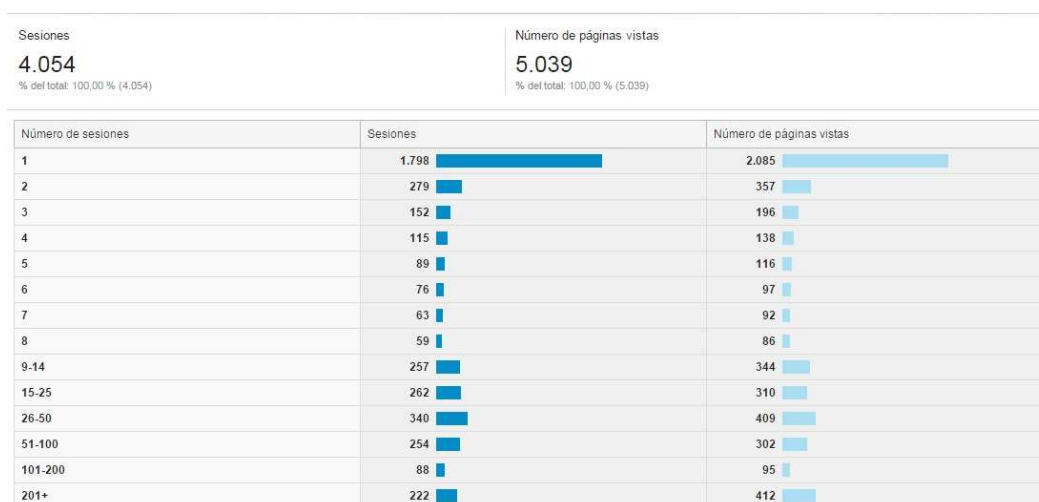 Sesiones Número de páginas vistas
4.054 5.039
% del total: 100,00 % (4.054) % del total: 100,00 % (5.039)
Número de sesiones Sesiones Número de páginas vistas
1 1.798 2.085
2 279 357
3 152 196
4 115 138
5 89 116
6 76 97
7 63 92
8 59 86
9-14 257 344
15-25 262 310
26-50 340 409
51-100 254 302
101-200 88 95
201+ 222 412